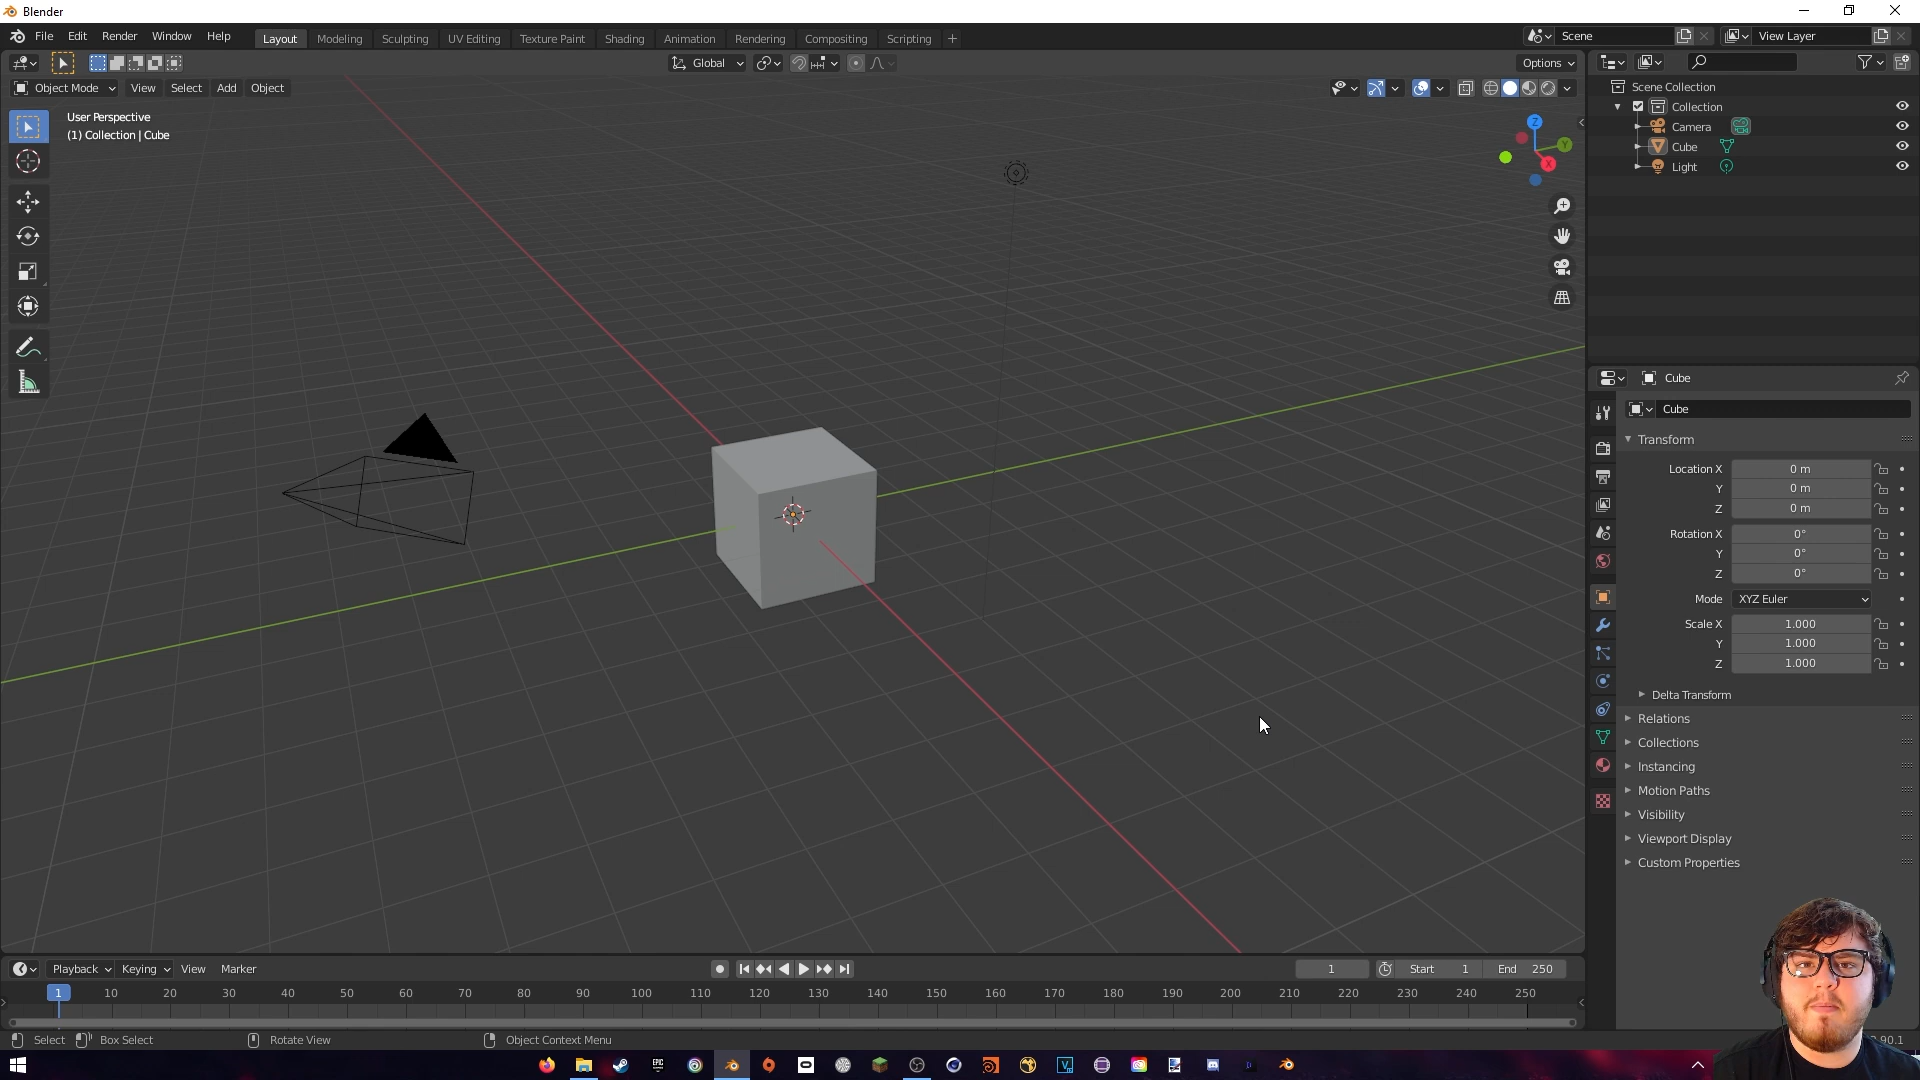 Blender
File Edit Render Window Help Layout Modeling Sculpting UV Editing Texture Paint Shading Animation Rendering Compositing Scripting + Scene View Layer
Global Options
Object Mode View Select Add Object
User Perspective
(1) Collection | Cube
Z
Y
X
Scene Collection
Collection
Camera
Cube
Light
Cube
Cube
Transform
Location X 0 m
Y 0 m
Z 0 m
Rotation X 0°
Y 0°
Z 0°
Mode XYZ Euler
Scale X 1.000
Y 1.000
Z 1.000
Delta Transform
Relations
Collections
Instancing
Motion Paths
Visibility
Viewport Display
Custom Properties
Playback Keying View Marker 1 Start 1 End 250
1 10 20 30 40 50 60 70 80 90 100 110 120 130 140 150 160 170 180 190 200 210 220 230 240 250
Select Box Select Rotate View Object Context Menu .90.1
EPIC